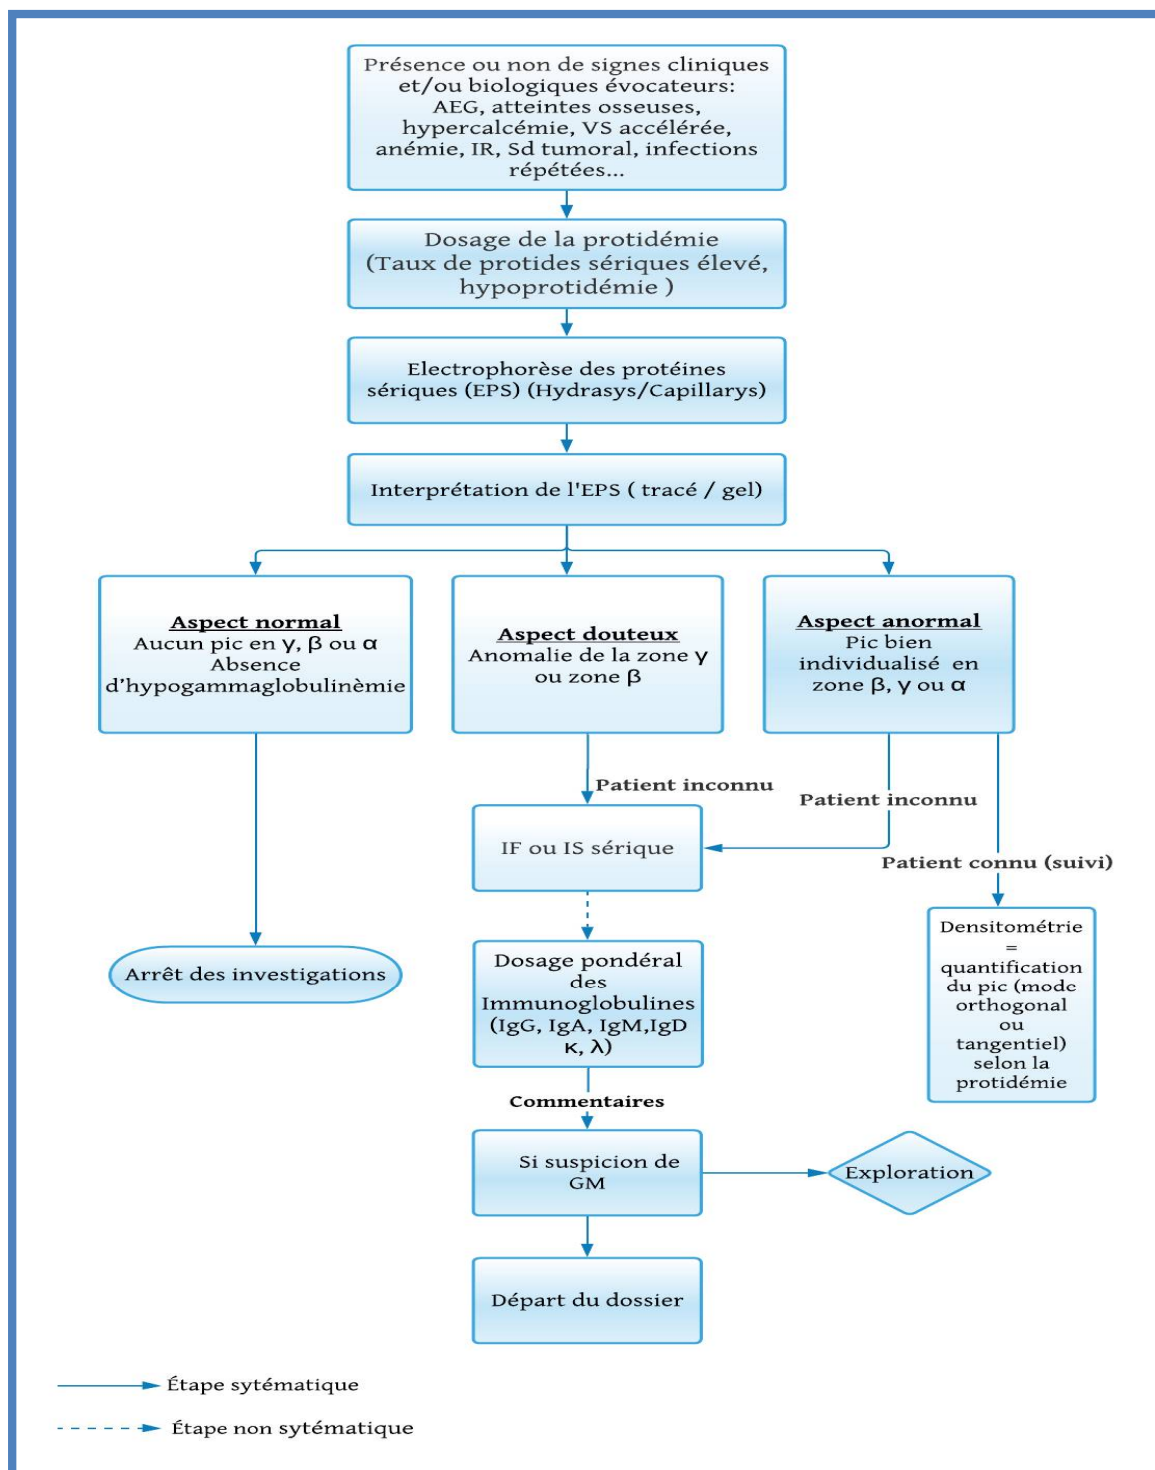 Présence ou non de signes cliniques
et/ou biologiques évocateurs:
AEG, atteintes osseuses,
hypercalcémie, VS accélérée,
anémie, IR, Sd tumoral, infections
répétées...
Dosage de la protidémie
(Taux de protides sériques élevé,
hypoprotidémie )
Electrophorèse des protéines
sériques (EPS) (Hydrasys/Capillarys)
Interprétation de l'EPS ( tracé / gel)
Aspect normal
Aucun pic en γ, β ou α
Absence
d’hypogammaglobulinèmie
Aspect douteux
Anomalie de la zone γ
ou zone β
Aspect anormal
Pic bien
individualisé en
zone β, γ ou α
Patient inconnu
Patient inconnu
IF ou IS sérique
Patient connu (suivi)
Arrêt des investigations
Dosage pondéral
des
Immunoglobulines
(IgG, IgA, IgM,IgD
κ, λ)
Densitométrie
=
quantification
du pic (mode
orthogonal
ou
tangentiel)
selon la
protidémie
Commentaires
Si suspicion de
GM
Exploration
Départ du dossier
Étape sytématique
Étape non sytématique